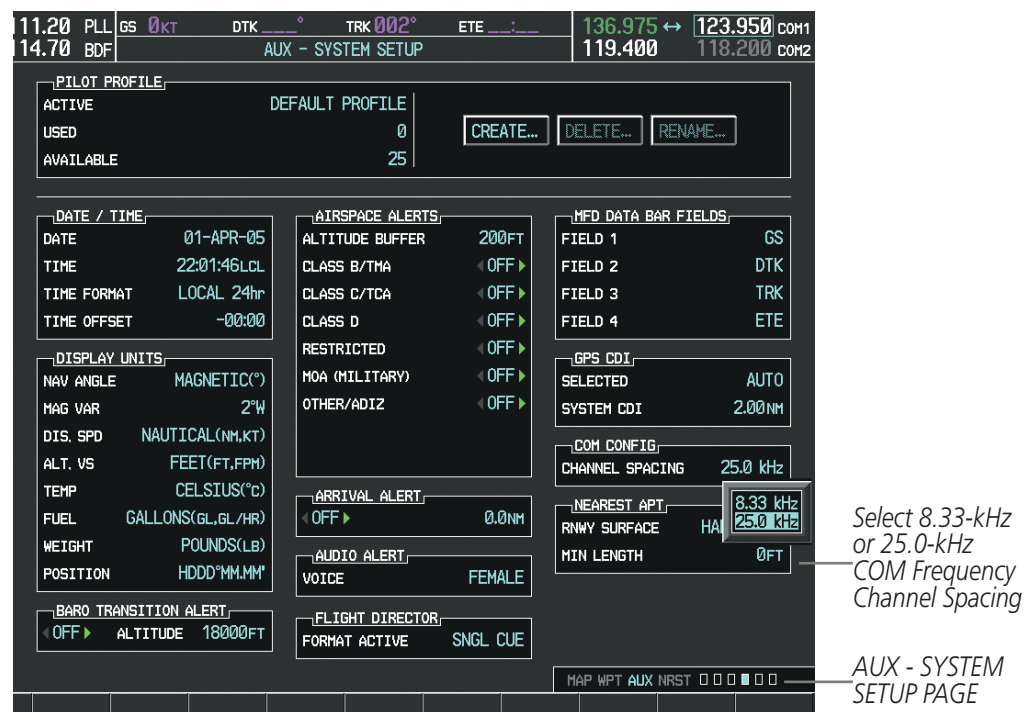 11.20 PLL GS 0KT DTK ___° TRK 002° ETE __:__ 136.975 ↔ 123.950 COM1
14.70 BDF AUX - SYSTEM SETUP 119.400 118.200 COM2
PILOT PROFILE
ACTIVE DEFAULT PROFILE
USED 0
AVAILABLE 25
CREATE... DELETE... RENAME...
DATE / TIME
DATE 01-APR-05
TIME 22:01:46LCL
TIME FORMAT LOCAL 24hr
TIME OFFSET -00:00
DISPLAY UNITS
NAV ANGLE MAGNETIC(°)
MAG VAR 2°W
DIS, SPD NAUTICAL(NM,KT)
ALT, VS FEET(FT,FPM)
TEMP CELSIUS(°C)
FUEL GALLONS(GL,GL/HR)
WEIGHT POUNDS(LB)
POSITION HDDD°MM.MM'
BARO TRANSITION ALERT
OFF ALTITUDE 18000FT
AIRSPACE ALERTS
ALTITUDE BUFFER 200FT
CLASS B/TMA OFF
CLASS C/TCA OFF
CLASS D OFF
RESTRICTED OFF
MOA (MILITARY) OFF
OTHER/ADIZ OFF
ARRIVAL ALERT
OFF 0.0NM
AUDIO ALERT
VOICE FEMALE
FLIGHT DIRECTOR
FORMAT ACTIVE SNGL CUE
MFD DATA BAR FIELDS
FIELD 1 GS
FIELD 2 DTK
FIELD 3 TRK
FIELD 4 ETE
GPS CDI
SELECTED AUTO
SYSTEM CDI 2.00NM
COM CONFIG
CHANNEL SPACING 25.0 kHz
8.33 kHz
25.0 kHz
NEAREST APT
RNWY SURFACE HA
MIN LENGTH 0FT
MAP WPT AUX NRST
Select 8.33-kHz
or 25.0-kHz
COM Frequency
Channel Spacing
AUX - SYSTEM
SETUP PAGE